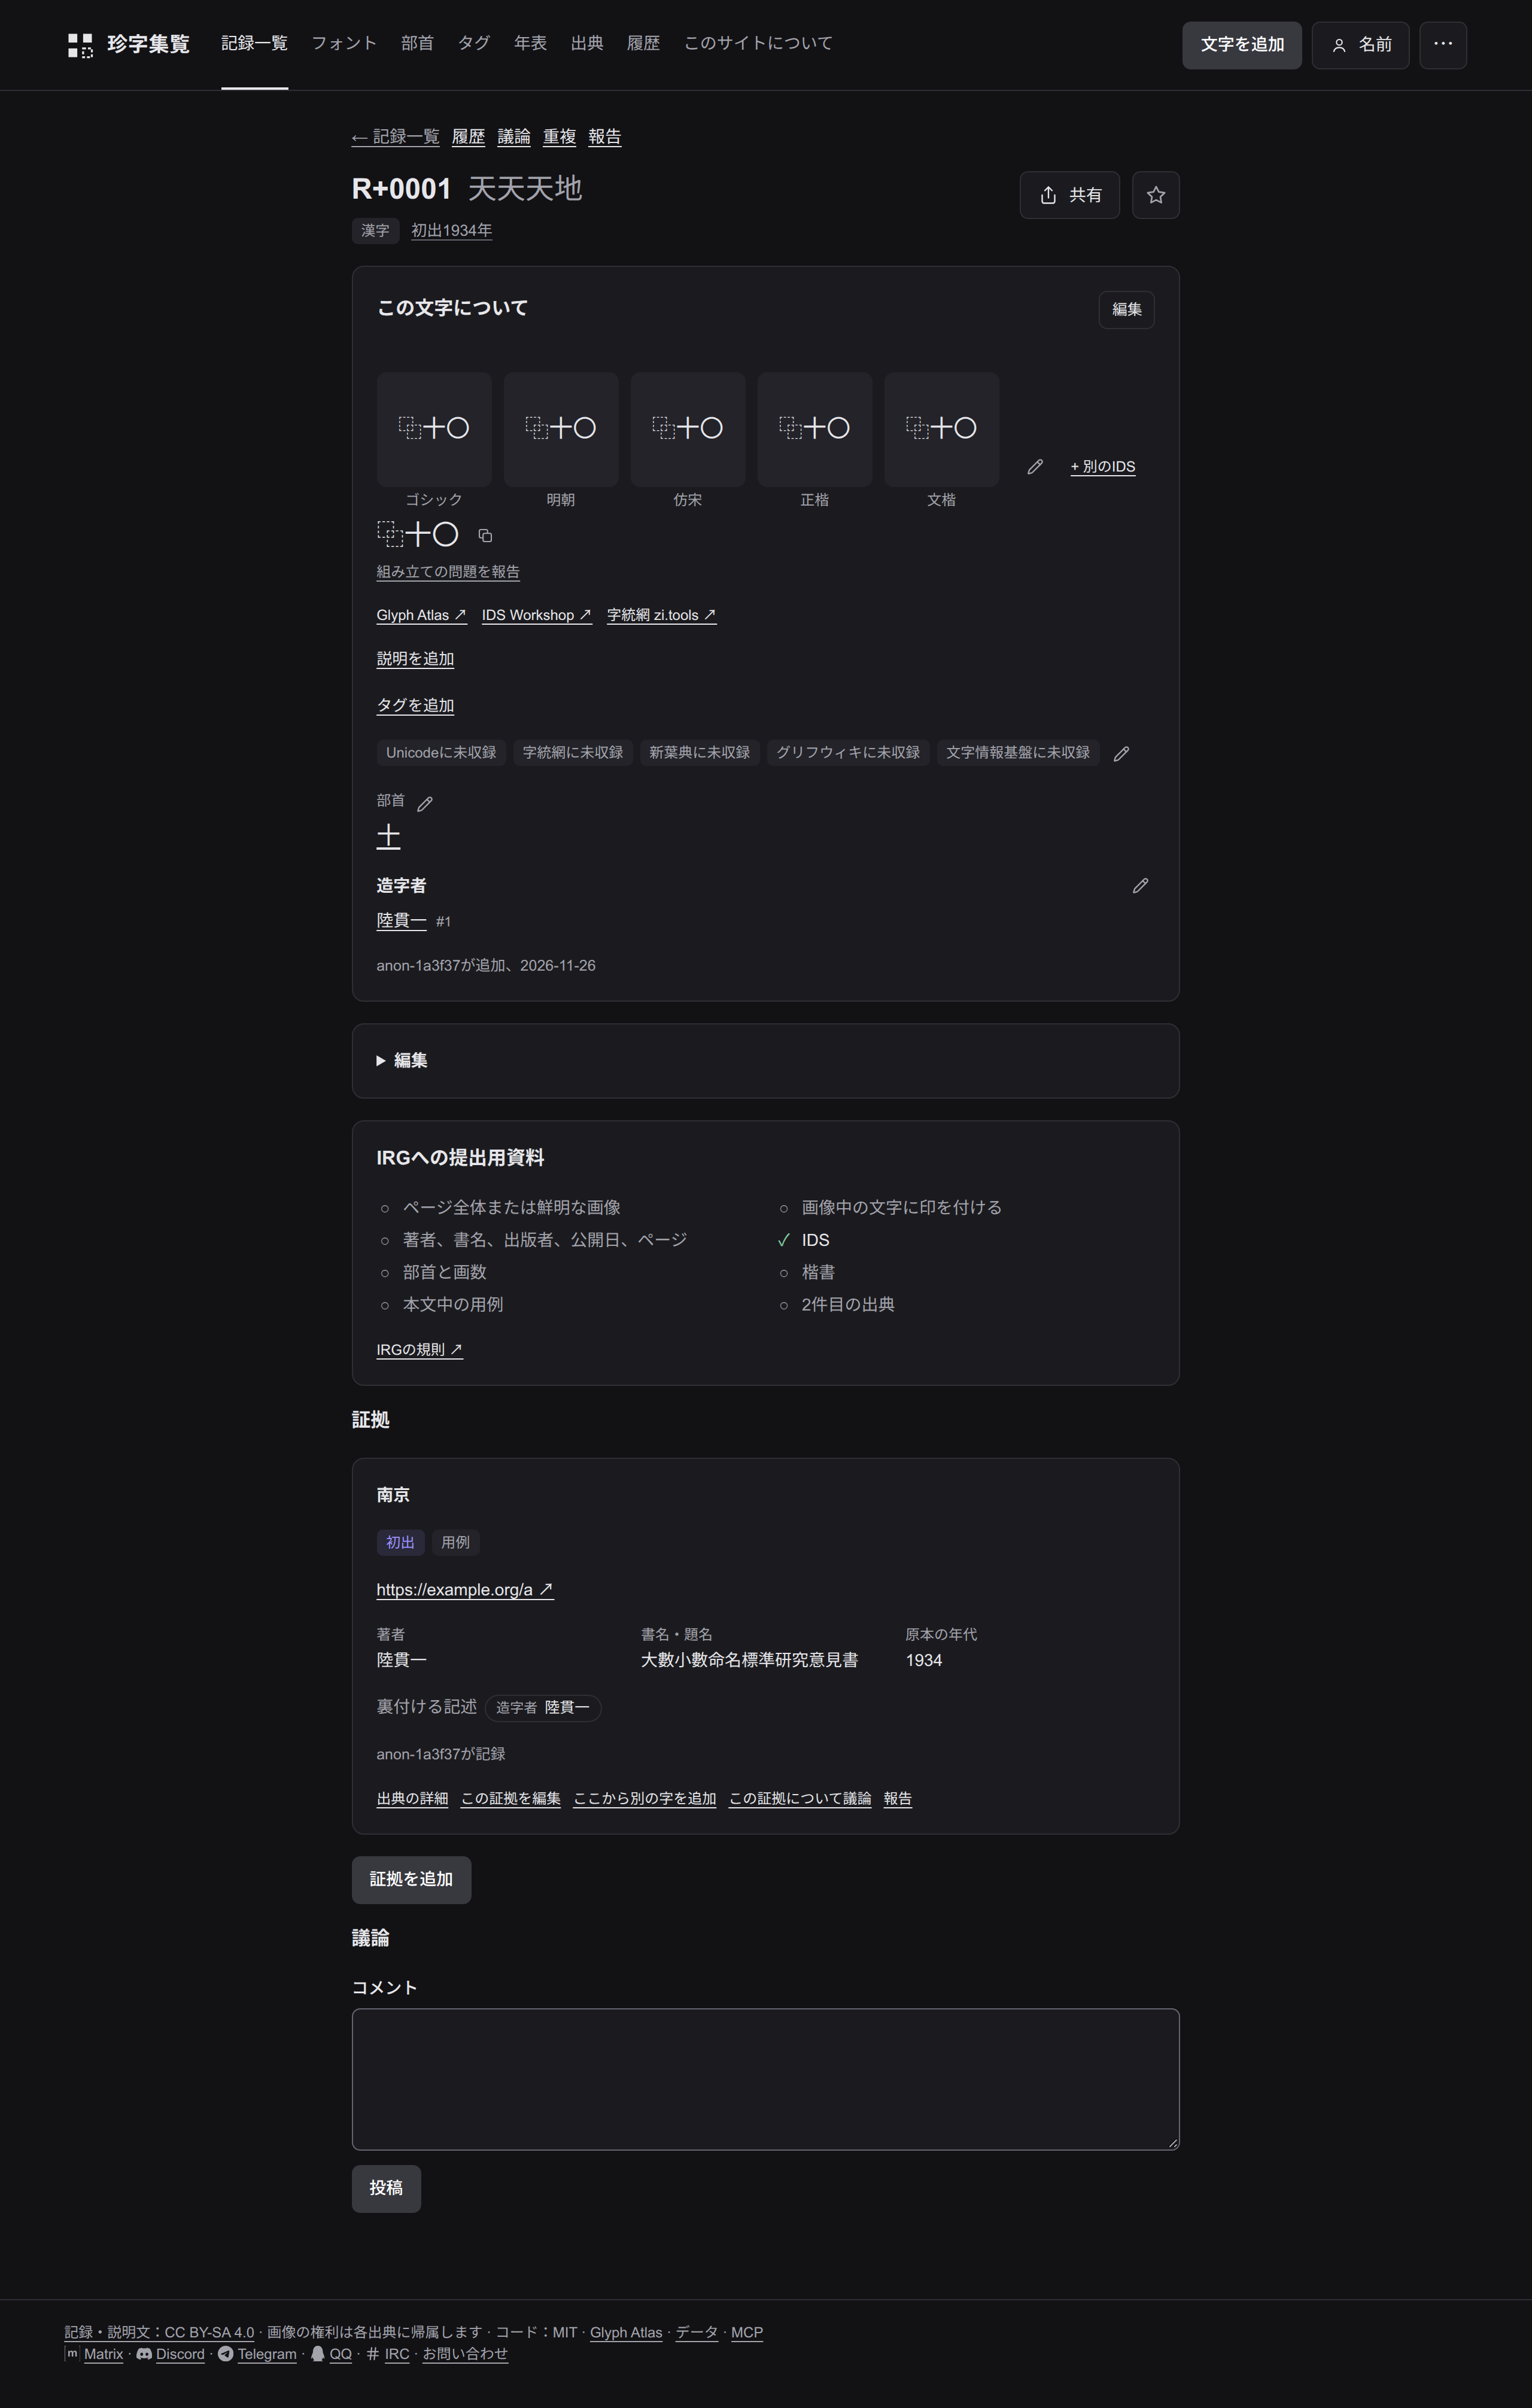 珍字集覧 記録一覧 フォント 部首 タグ 年表 出典 履歴 このサイトについて 文字を追加 名前 …
← 記録一覧 履歴 議論 重複 報告
R+0001 天天天地 共有
漢字 初出1934年
この文字について 編集
⿻十〇 ⿻十〇 ⿻十〇 ⿻十〇 ⿻十〇
+ 別のIDS
ゴシック 明朝 仿宋 正楷 文楷
⿻十〇
組み立ての問題を報告
Glyph Atlas ↗ IDS Workshop ↗ 字統網 zi.tools ↗
説明を追加
タグを追加
Unicodeに未収録 字統網に未収録 新葉典に未収録 グリフウィキに未収録 文字情報基盤に未収録
部首
十
造字者
陸貫一 #1
anon-1a3f37が追加、2026-11-26
▶ 編集
IRGへの提出用資料
○ ページ全体または鮮明な画像 ○ 画像中の文字に印を付ける
○ 著者、書名、出版者、公開日、ページ ✓ IDS
○ 部首と画数 ○ 楷書
○ 本文中の用例 ○ 2件目の出典
IRGの規則 ↗
証拠
南京
初出 用例
https://example.org/a ↗
著者 書名・題名 原本の年代
陸貫一 大數小數命名標準研究意見書 1934
裏付ける記述 造字者 陸貫一
anon-1a3f37が記録
出典の詳細 この証拠を編集 ここから別の字を追加 この証拠について議論 報告
証拠を追加
議論
コメント
投稿
記録・説明文：CC BY-SA 4.0 · 画像の権利は各出典に帰属します · コード：MIT · Glyph Atlas · データ · MCP
[m] Matrix · Discord · Telegram · QQ · # IRC · お問い合わせ